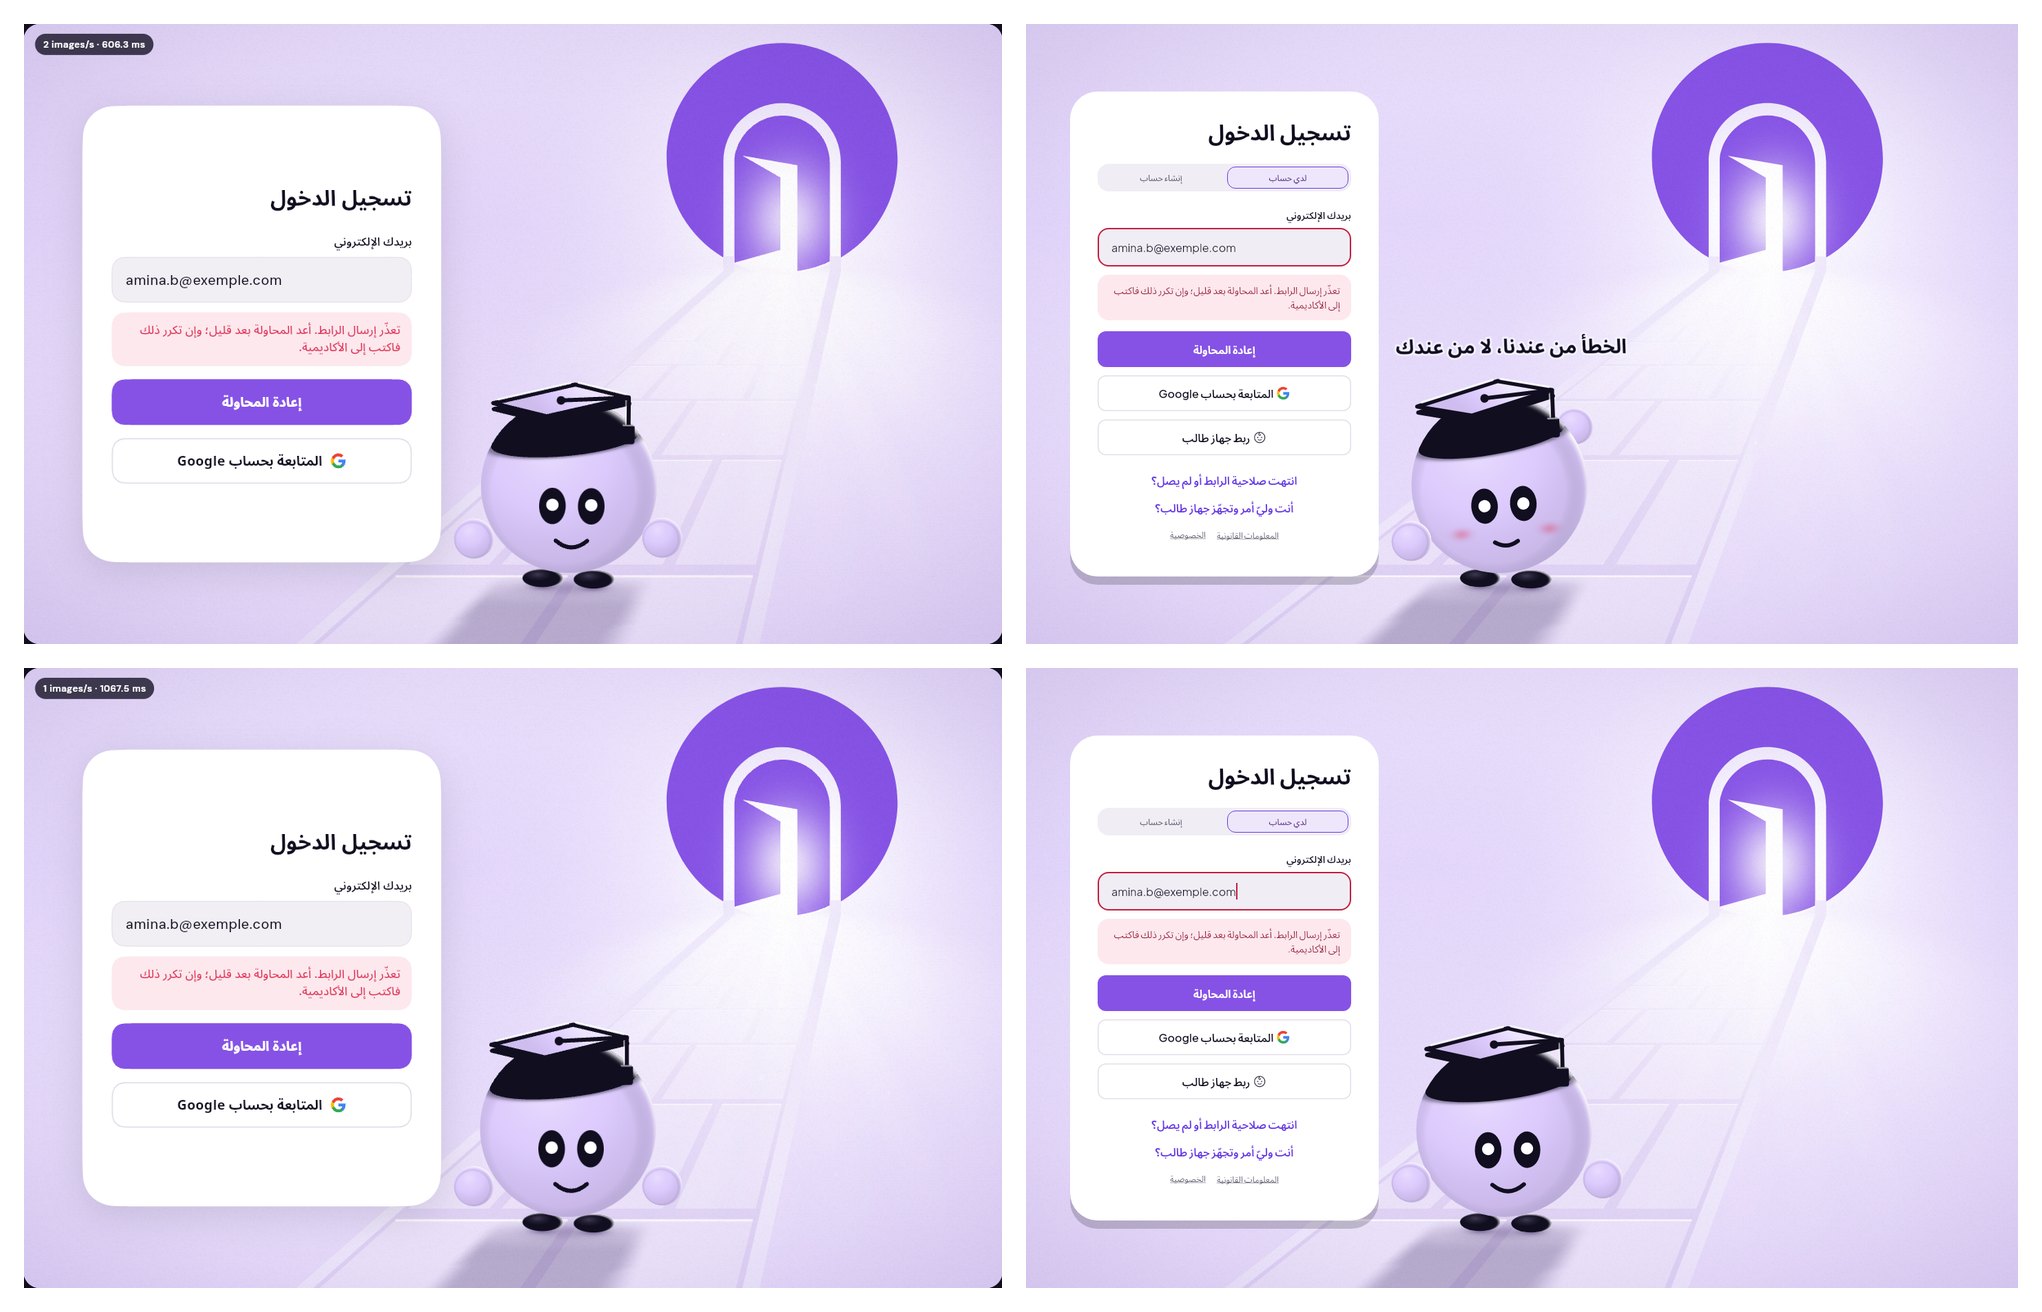 2 images/s · 606.3 ms
تسجيل الدخول
بريدك الإلكتروني
amina.b@exemple.com
تعذّر إرسال الرابط. أعد المحاولة بعد قليل؛ وإن تكرر ذلك
فاكتب إلى الأكاديمية.
إعادة المحاولة
المتابعة بحساب Google
تسجيل الدخول
لدي حساب
إنشاء حساب
بريدك الإلكتروني
amina.b@exemple.com
تعذّر إرسال الرابط. أعد المحاولة بعد قليل؛ وإن تكرر ذلك فاكتب
إلى الأكاديمية.
إعادة المحاولة
المتابعة بحساب Google
ربط جهاز طالب
انتهت صلاحية الرابط أو لم يصل؟
أنت وليّ أمر وتجهّز جهاز طالب؟
المعلومات القانونية الخصوصية
الخطأ من عندنا، لا من عندك
1 images/s · 1067.5 ms
تسجيل الدخول
بريدك الإلكتروني
amina.b@exemple.com
تعذّر إرسال الرابط. أعد المحاولة بعد قليل؛ وإن تكرر ذلك
فاكتب إلى الأكاديمية.
إعادة المحاولة
المتابعة بحساب Google
تسجيل الدخول
لدي حساب
إنشاء حساب
بريدك الإلكتروني
amina.b@exemple.com
تعذّر إرسال الرابط. أعد المحاولة بعد قليل؛ وإن تكرر ذلك فاكتب
إلى الأكاديمية.
إعادة المحاولة
المتابعة بحساب Google
ربط جهاز طالب
انتهت صلاحية الرابط أو لم يصل؟
أنت وليّ أمر وتجهّز جهاز طالب؟
المعلومات القانونية الخصوصية